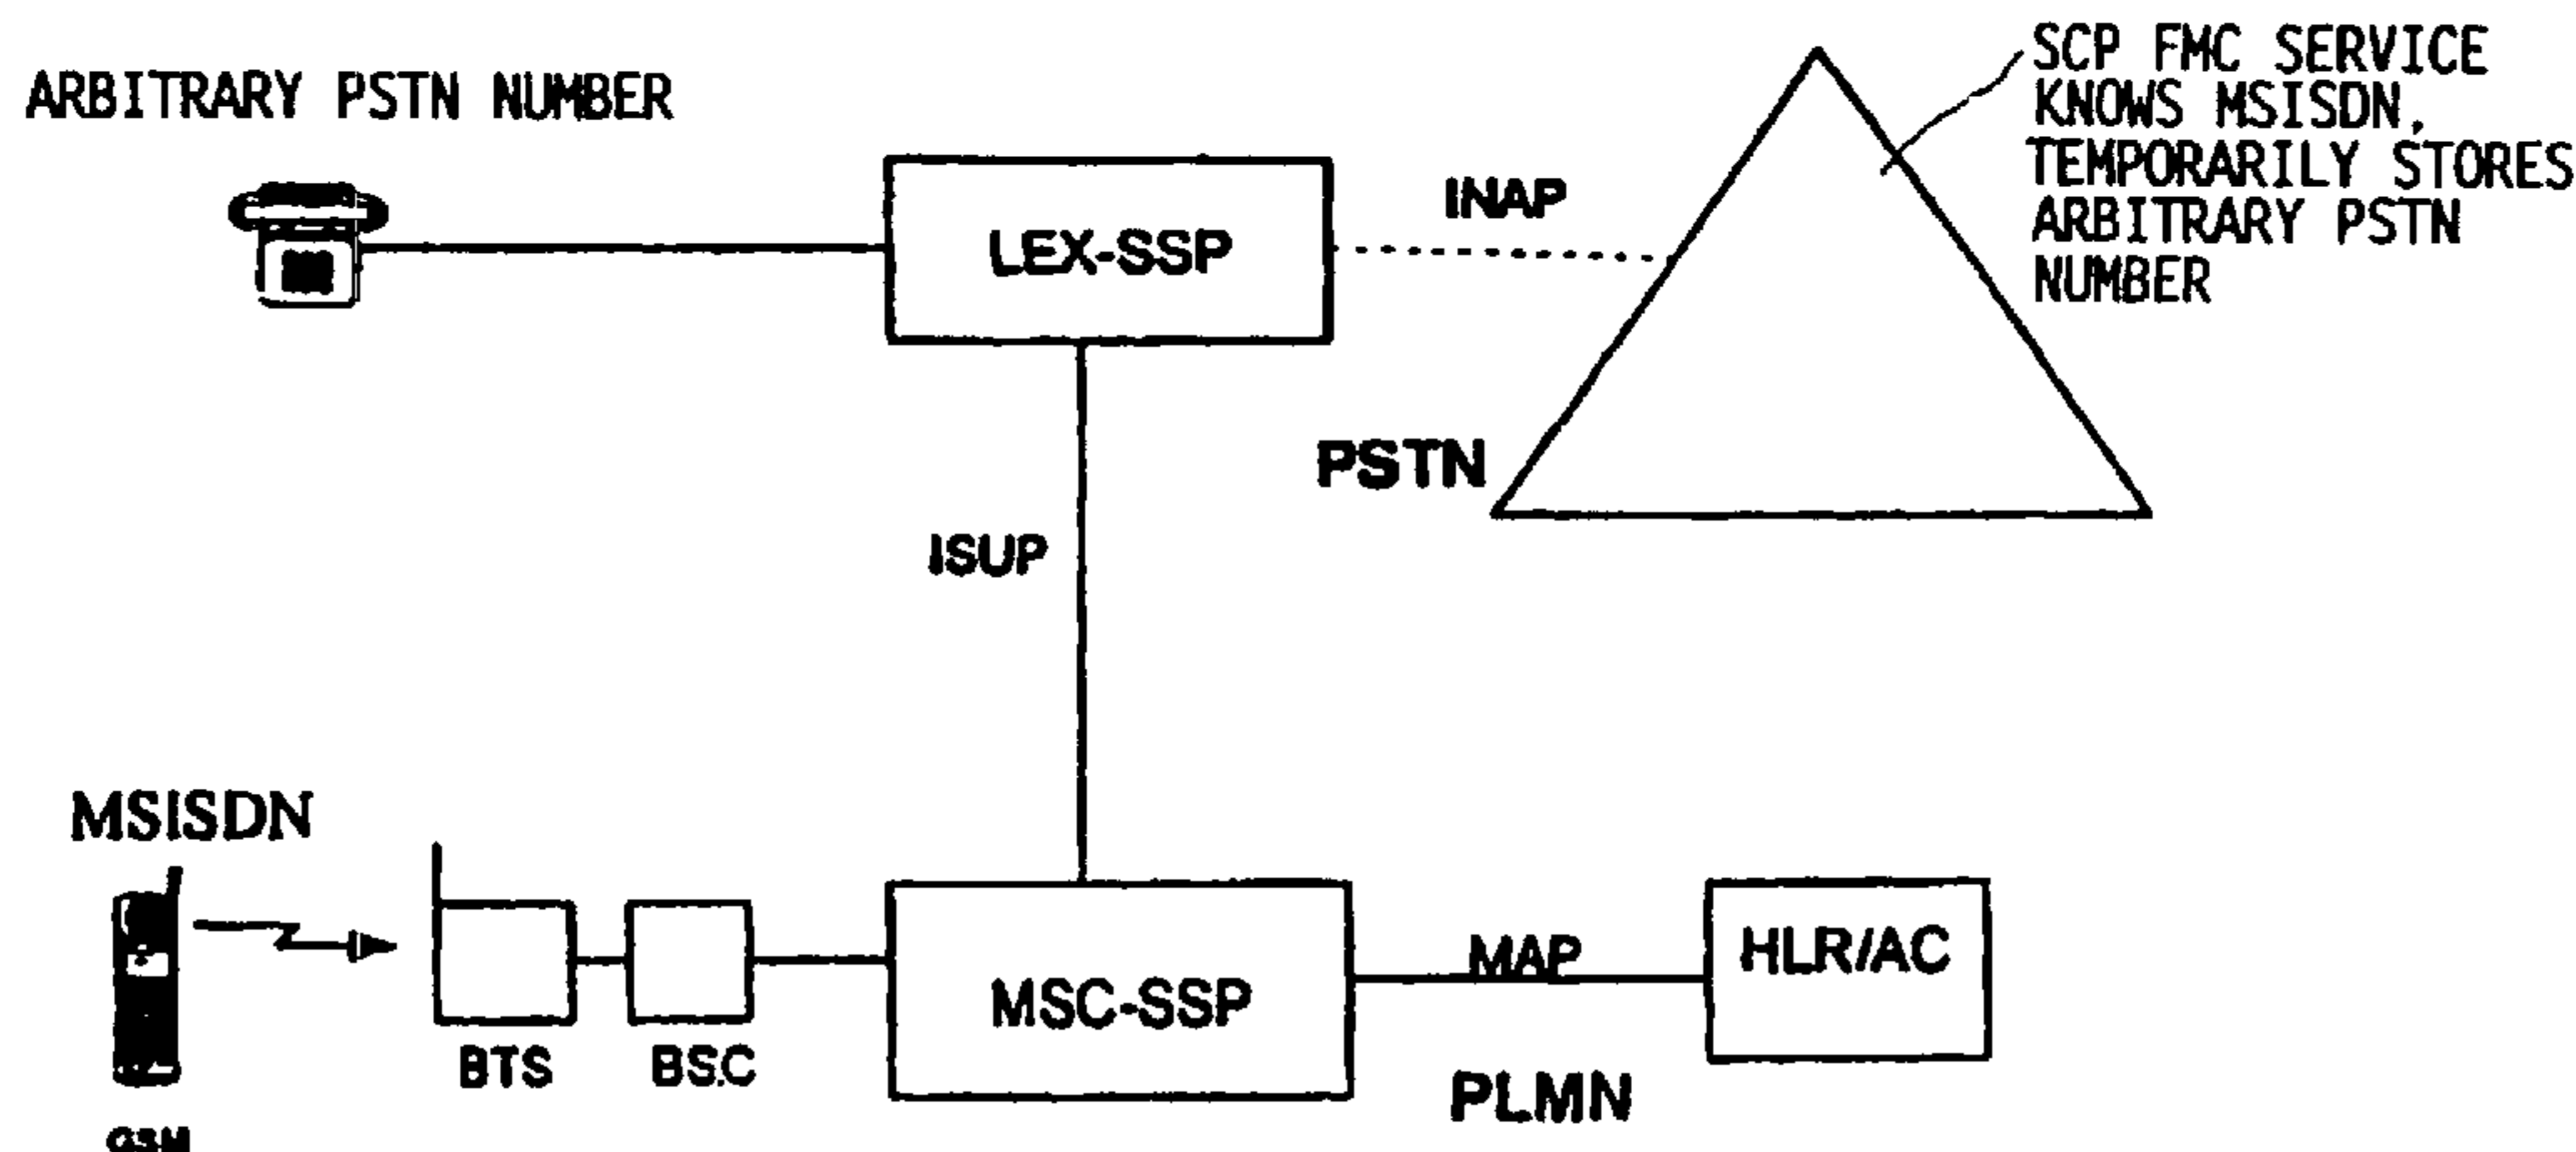 ARBITRARY PSTN NUMBER
SCP FMC SERVICE
KNOWS MSISDN,
TEMPORARILY STORES
ARBITRARY PSTN
NUMBER
LEX-SSP
INAP
PSTN
ISUP
MSISDN
BTS
BSC
MSC-SSP
MAP
HLR/AC
PLMN
GSM